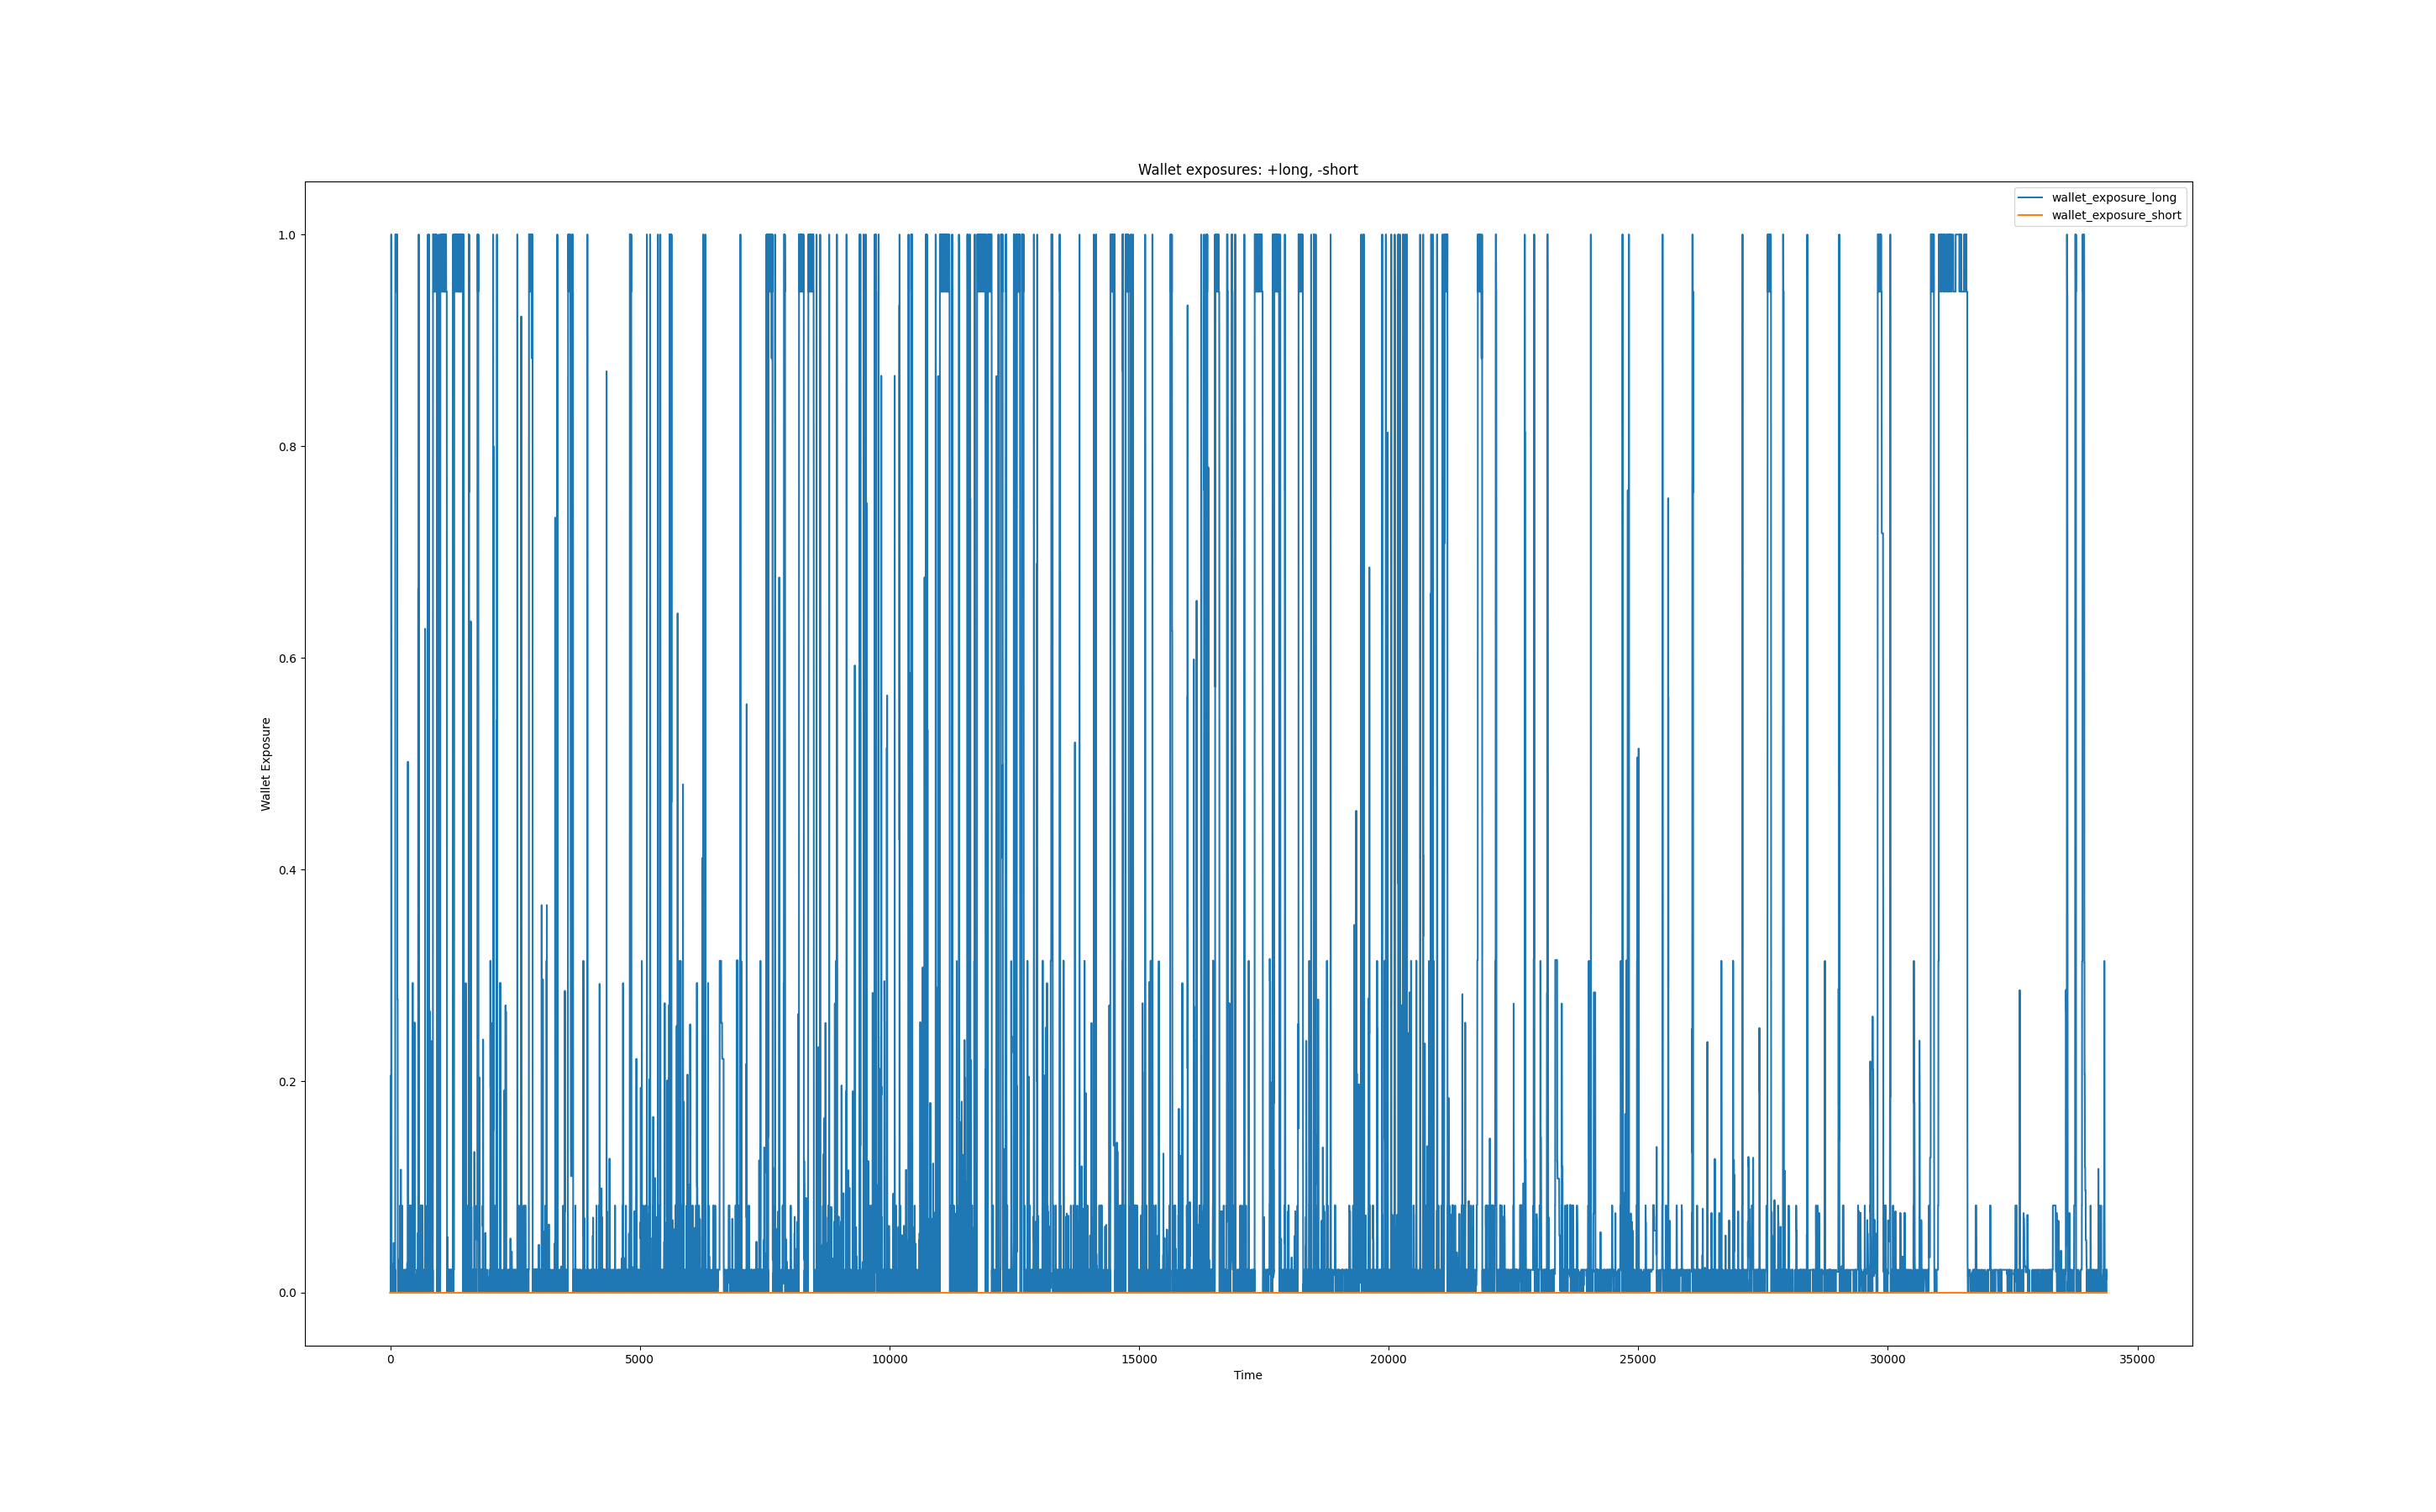 Wallet exposures: +long, -short
wallet_exposure_long
wallet_exposure_short
1.0
0.8
0.6
0.4
0.2
0.0
Wallet Exposure
0 5000 10000 15000 20000 25000 30000 35000
Time